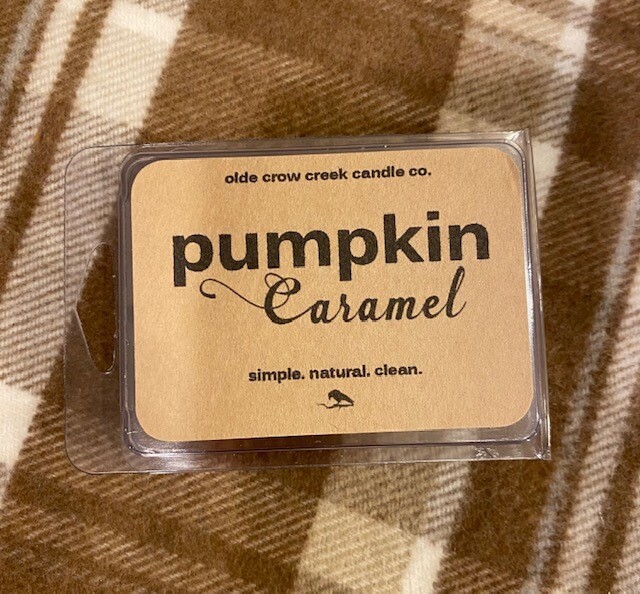 olde crow creek candle co.
pumpkin
Caramel
simple. natural. clean.